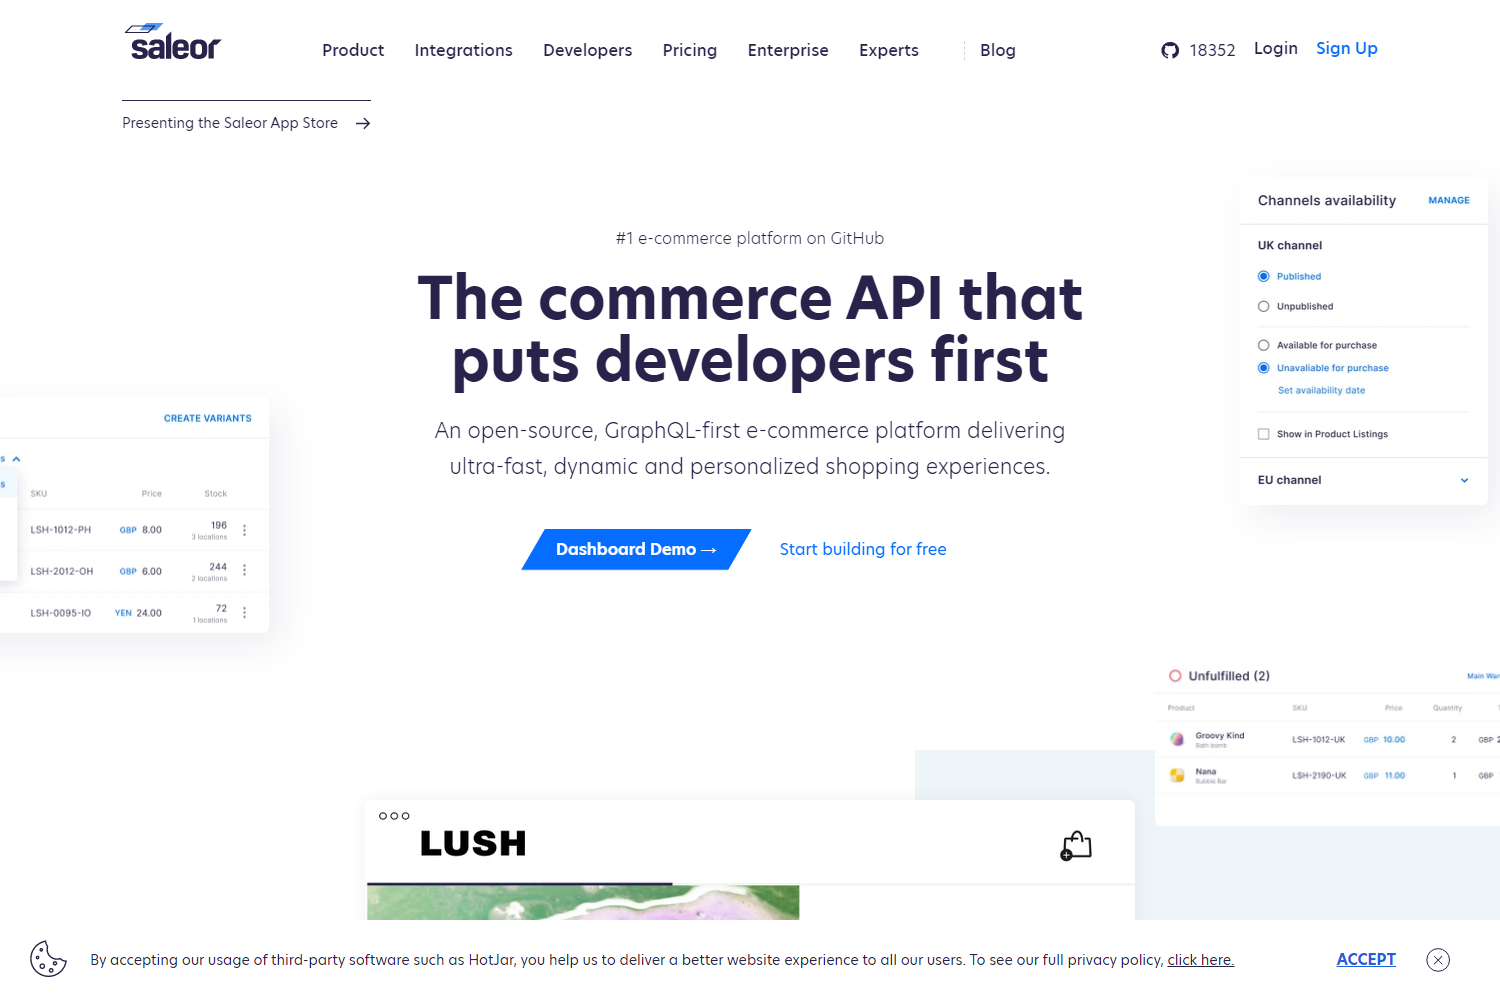 saleor
Product
Integrations
Developers
Pricing
Enterprise
Experts
Blog
18352
Login
Sign Up
Presenting the Saleor App Store →
#1 e-commerce platform on GitHub
The commerce API that
puts developers first
An open-source, GraphQL-first e-commerce platform delivering
ultra-fast, dynamic and personalized shopping experiences.
Dashboard Demo →
Start building for free
Channels availability
MANAGE
UK channel
Published
Unpublished
Available for purchase
Unavaliable for purchase
Set availability date
Show in Product Listings
EU channel
CREATE VARIANTS
SKU Price Stock
LSH-1012-PH GBP 8.00 196
3 locations
LSH-2012-OH GBP 6.00 244
2 locations
LSH-0095-IO YEN 24.00 72
1 locations
Unfulfilled (2)
Main
Product SKU Price Quantity
Groovy Kind LSH-1012-UK GBP 10.00 2 GBP
Bath bomb
Nana LSH-2190-UK GBP 11.00 1 GBP
Bubble Bar
LUSH
By accepting our usage of third-party software such as HotJar, you help us to deliver a better website experience to all our users. To see our full privacy policy, click here.
ACCEPT